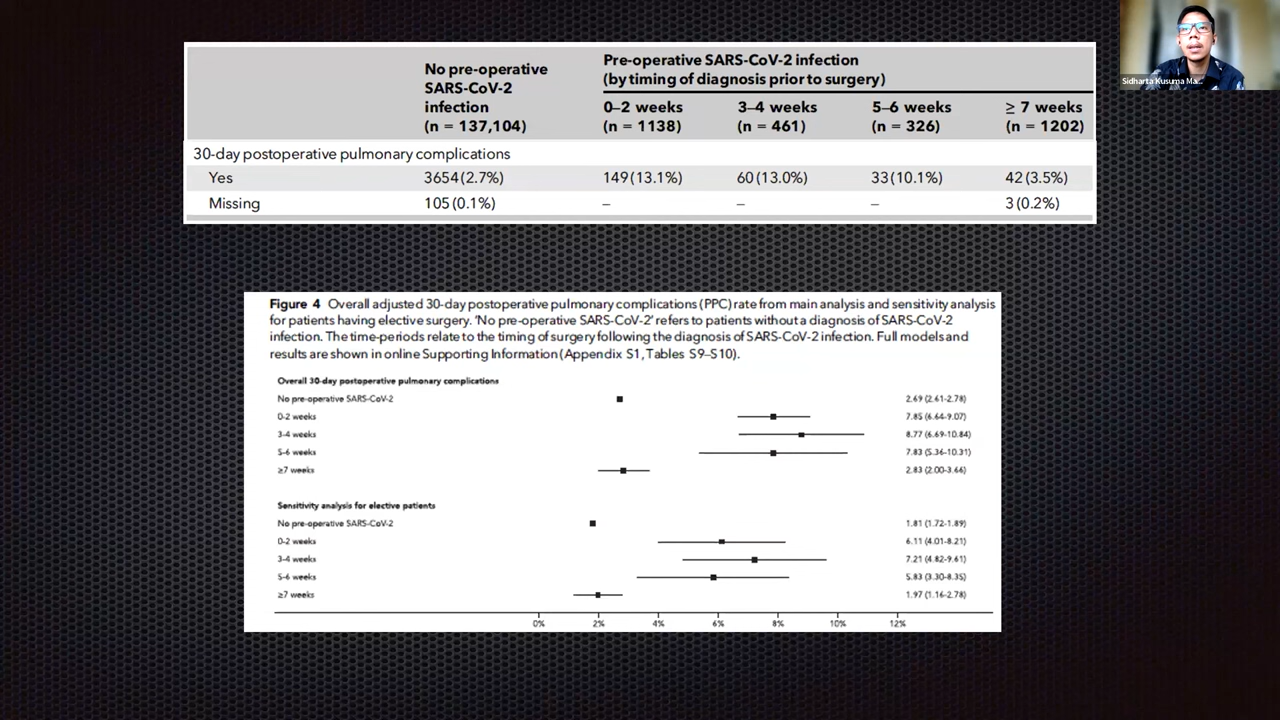 No pre-operative
SARS-CoV-2
infection
(n = 137,104)
Pre-operative SARS-CoV-2 infection
(by timing of diagnosis prior to surgery)
0–2 weeks
(n = 1138)
3–4 weeks
(n = 461)
5–6 weeks
(n = 326)
≥ 7 weeks
(n = 1202)
30-day postoperative pulmonary complications
Yes 3654 (2.7%) 149 (13.1%) 60 (13.0%) 33 (10.1%) 42 (3.5%)
Missing 105 (0.1%) – – – 3 (0.2%)
Sidharta Kusuma Ma...
Figure 4 Overall adjusted 30-day postoperative pulmonary complications (PPC) rate from main analysis and sensitivity analysis
for patients having elective surgery. 'No pre-operative SARS-CoV-2' refers to patients without a diagnosis of SARS-CoV-2
infection. The time-periods relate to the timing of surgery following the diagnosis of SARS-CoV-2 infection. Full models and
results are shown in online Supporting Information (Appendix S1, Tables S9–S10).
Overall 30-day postoperative pulmonary complications
No pre-operative SARS-CoV-2 2.69 (2.61-2.78)
0-2 weeks 7.85 (6.64-9.07)
3-4 weeks 8.77 (6.69-10.84)
5-6 weeks 7.83 (5.36-10.31)
≥7 weeks 2.83 (2.00-3.66)
Sensitivity analysis for elective patients
No pre-operative SARS-CoV-2 1.81 (1.72-1.89)
0-2 weeks 6.11 (4.01-8.21)
3-4 weeks 7.21 (4.82-9.61)
5-6 weeks 5.83 (3.30-8.35)
≥7 weeks 1.97 (1.16-2.78)
0% 2% 4% 6% 8% 10% 12%